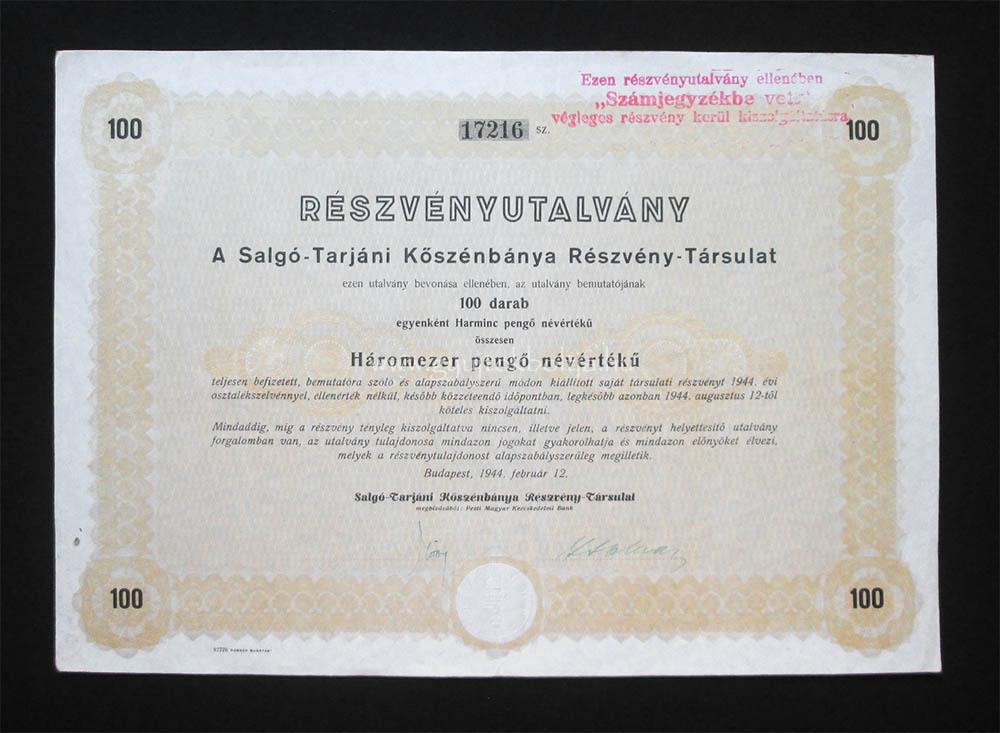 Ezen részvényutalvány ellenében
„Számjegyzékbe
végleges részvény kerül
100
17216 sz.
100
RÉSZVÉNYUTALVÁNY
A Salgó-Tarjáni Kőszénbánya Részvény-Társulat
ezen utalvány bevonása ellenében, az utalvány bemutatójának
100 darab
egyenként Harminc pengő névértékű
összesen
Háromezer pengő névértékű
teljesen befizetett, bemutatóra szóló és alapszabályszerű módon kiállított saját társulati részvényt 1944. évi
osztalékszelvénnyel, ellenérték nélkül, később közzéteendő időpontban, legkésőbb azonban 1944. augusztus 12-től
köteles kiszolgáltatni.
Mindaddig, míg a részvény tényleg kiszolgáltatva nincsen, illetve jelen, a részvényt helyettesítő utalvány
forgalomban van, az utalvány tulajdonosa mindazon jogokat gyakorolhatja és mindazon előnyöket élvezi,
melyek a részvénytulajdonost alapszabályszerűleg megilletik.
Budapest, 1944. február 12.
Salgó-Tarjáni Kőszénbánya Részvény-Társulat
megbízásából: Pesti Magyar Kereskedelmi Bank
100
100